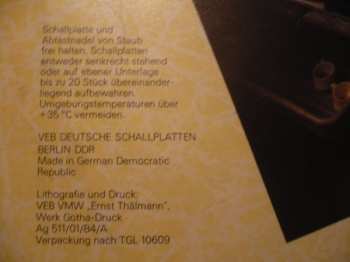 Schallplatte und
Abtastnadel von Staub
frei halten. Schallplatten
entweder senkrecht stehend
oder auf ebener Unterlage
bis zu 20 Stück übereinander-
liegend aufbewahren.
Umgebungstemperaturen über
+35°C vermeiden.
VEB DEUTSCHE SCHALLPLATTEN
BERLIN DDR
Made in German Democratic
Republic
Lithografie und Druck:
VEB VMW „Ernst Thälmann",
Werk Gotha-Druck
Ag 511/01/84/A
Verpackung nach TGL 10609